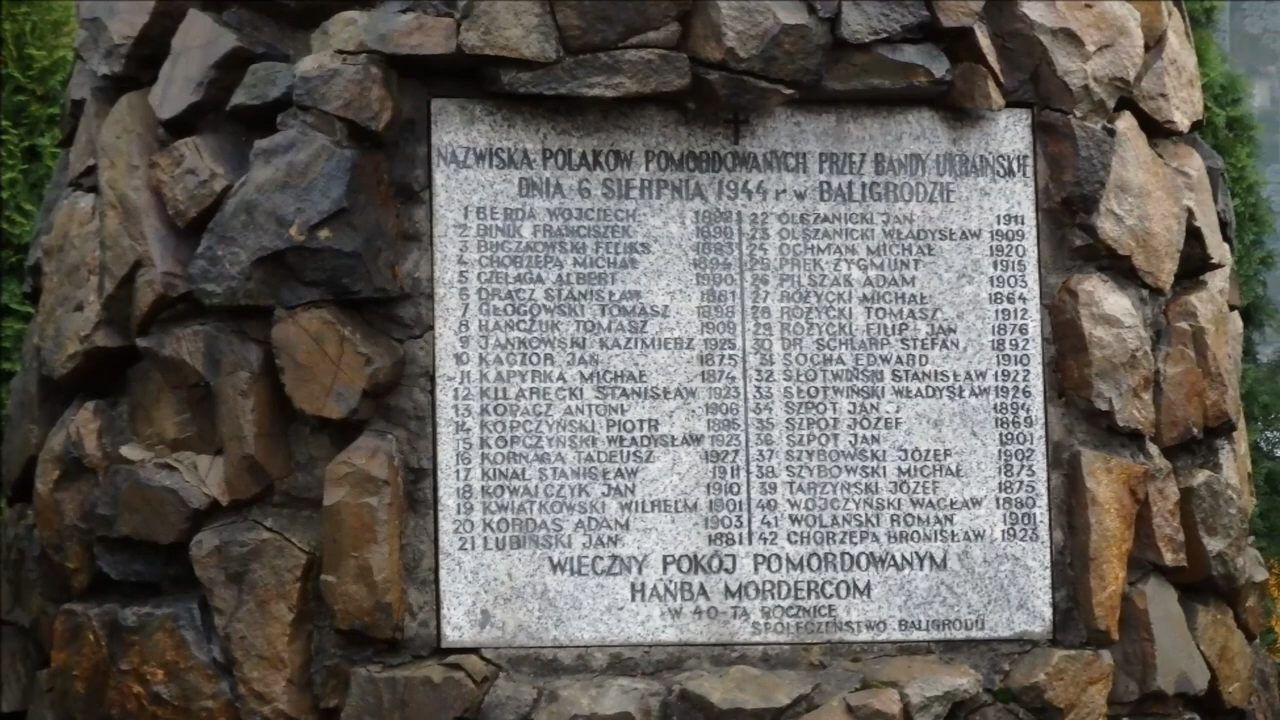 NAZWISKA POLAKÓW POMORDOWANYCH PRZEZ BANDY UKRAIŃSKIE
DNIA 6 SIERPNIA 1944 r w BALIGRODZIE
1 BERDA WOJCIECH
2 BINIK FRANCISZEK 1890
3 BUCZKOWSKI FELIKS 1883
4 CHORZĘPA MICHAŁ 1894
5 CZELAGA ALBERT 1900
6 DRACZ STANISŁAW 1881
7 GŁOGOWSKI TOMASZ 1898
8 HAŃCZUK TOMASZ 1909
9 JANKOWSKI KAZIMIERZ 1925
10 KACZOR JAN 1875
11 KAPYRKA MICHAŁ 1874
12 KILARECKI STANISŁAW 1923
13 KOPACZ ANTONI 1906
14 KOPCZYŃSKI PIOTR 1895
15 KOPCZYŃSKI WŁADYSŁAW 1923
16 KORNAGA TADEUSZ 1927
17 KINAL STANISŁAW 1911
18 KOWALCZYK JAN 1910
19 KWIATKOWSKI WILHELM 1901
20 KORDAS ADAM 1903
21 LUBIŃSKI JAN 1881
22 OLSZANICKI JAN 1911
23 OLSZANICKI WŁADYSŁAW 1909
24 OCHMAN MICHAŁ 1920
25 PREK ZYGMUNT 1915
26 PILSZAK ADAM 1903
27 RÓŻYCKI MICHAŁ 1864
28 RÓŻYCKI TOMASZ 1912
29 RÓŻYCKI FILIP-JAN 1876
30 DR. SCHLARP STEFAN 1892
31 SOCHA EDWARD 1910
32 SŁOTWIŃSKI STANISŁAW 1922
33 SŁOTWIŃSKI WŁADYSŁAW 1926
34 SZPOT JAN 1894
35 SZPOT JÓZEF 1869
36 SZPOT JAN 1901
37 SZYBOWSKI JÓZEF 1902
38 SZYBOWSKI MICHAŁ 1873
39 TARZYŃSKI JÓZEF 1875
40 WÓJCZYŃSKI WACŁAW 1880
41 WOLAŃSKI ROMAN 1901
42 CHORZĘPA BRONISŁAW 1923
WIECZNY POKÓJ POMORDOWANYM
HAŃBA MORDERCOM
W 40-TĄ ROCZNICĘ
SPOŁECZEŃSTWO BALIGRODU